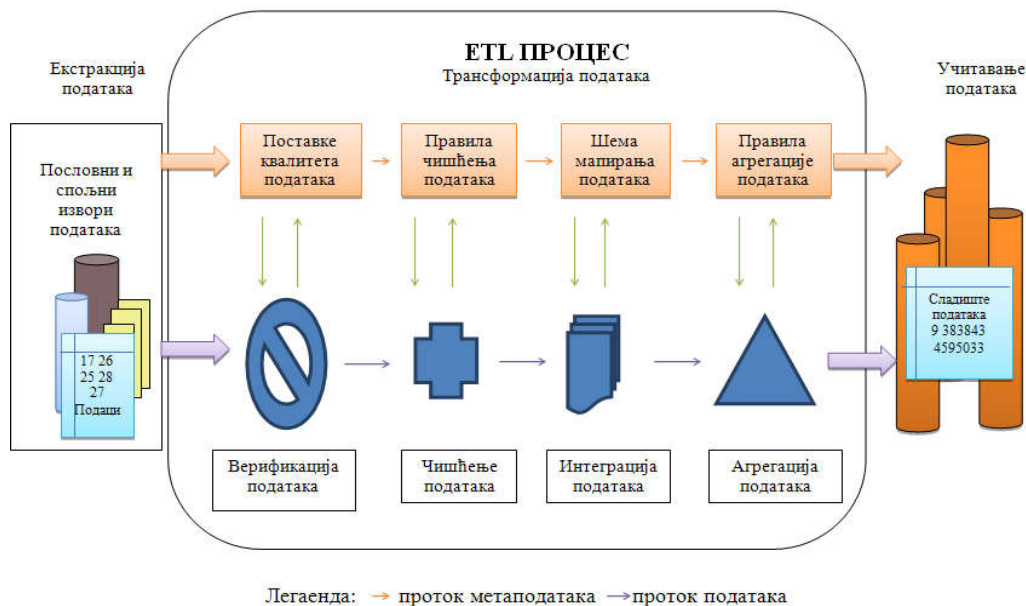 ETL ПРОЦЕС
Трансформација података
Екстракција
података
Учитавање
података
Пословни и
спољни
извори
података
17 26
25 28
27
Подаци
Поставке
квалитета
података
Правила
чишћења
података
Шема
мапирања
података
Правила
агрегације
података
Сладиште
података
9 383843
4595033
Верификација
података
Чишћење
података
Интеграција
података
Агрегација
података
Легаенда: проток метаподатака проток података